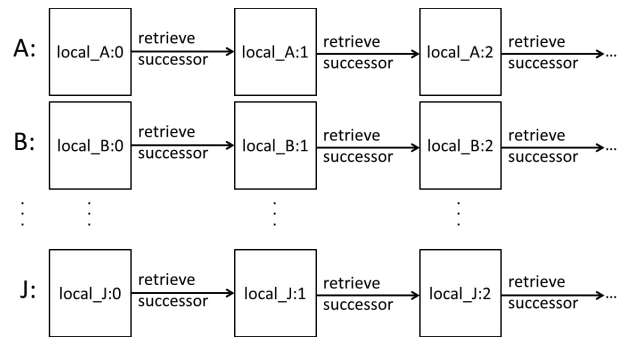 A: local_A:0 retrieve successor local_A:1 retrieve successor local_A:2 retrieve successor ...
B: local_B:0 retrieve successor local_B:1 retrieve successor local_B:2 retrieve successor ...
J: local_J:0 retrieve successor local_J:1 retrieve successor local_J:2 retrieve successor ...